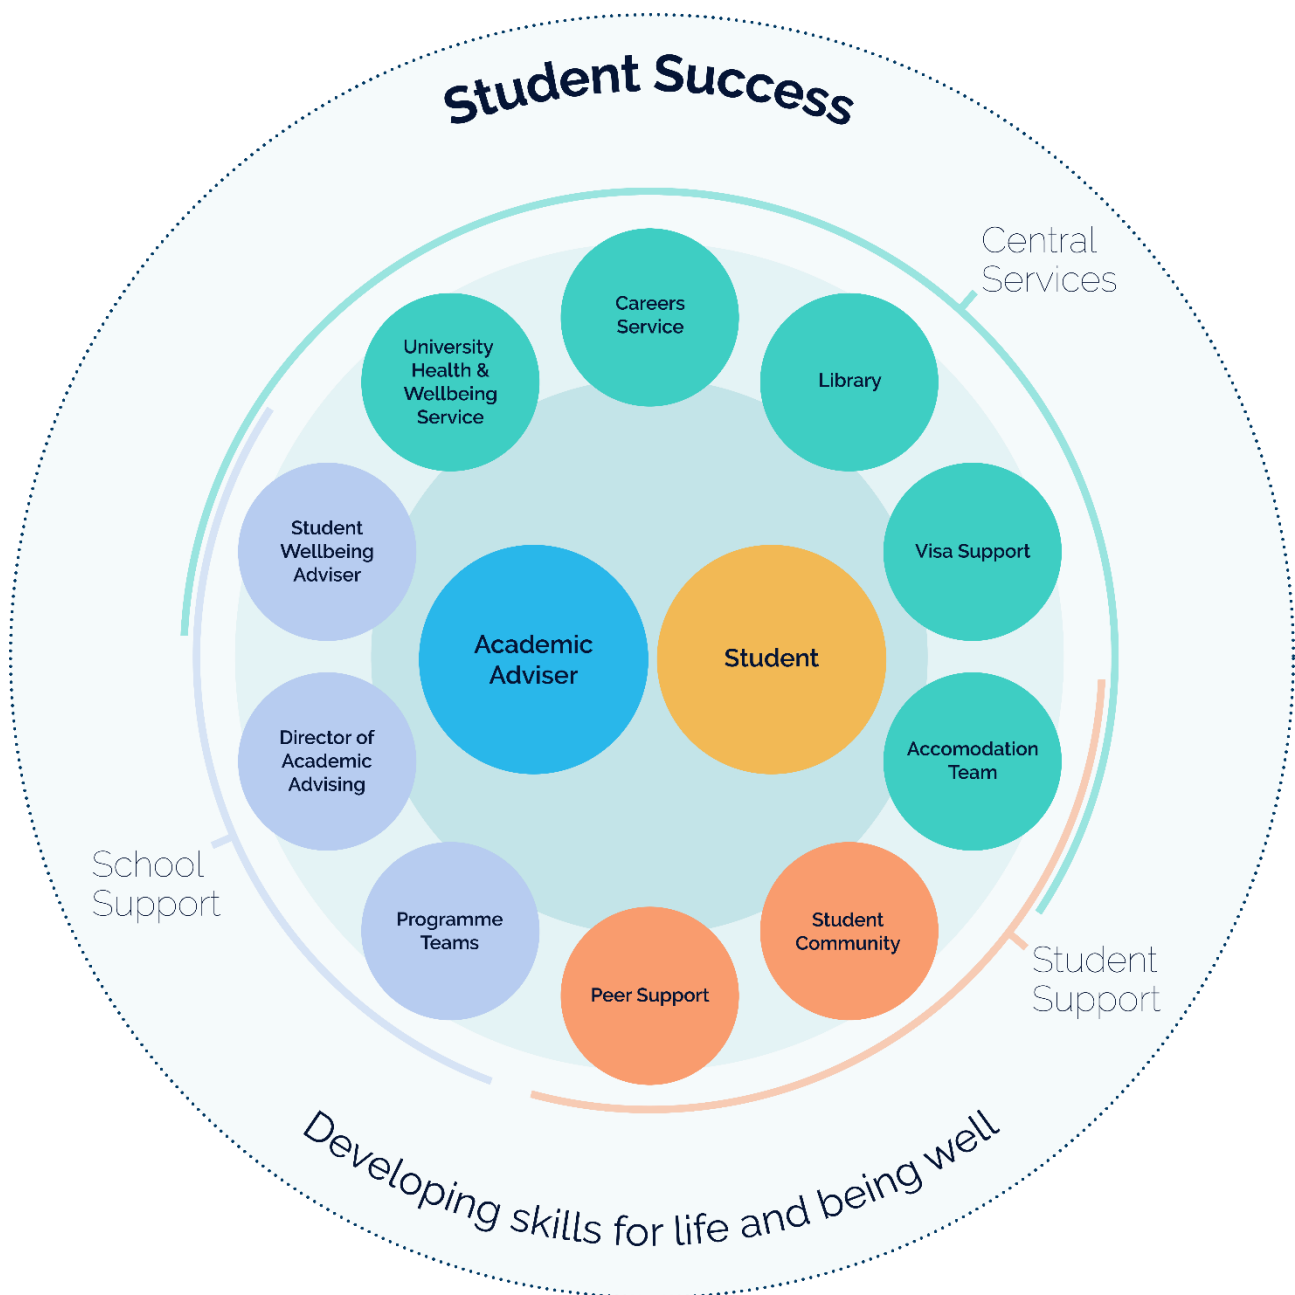 Student Success
Central
Services
Careers
Service
University
Health &
Wellbeing
Service
Library
Student
Wellbeing
Adviser
Visa Support
Academic
Adviser
Student
Director of
Academic
Advising
Accomodation
Team
School
Support
Programme
Teams
Student
Community
Peer Support
Student
Support
Developing skills for life and being well